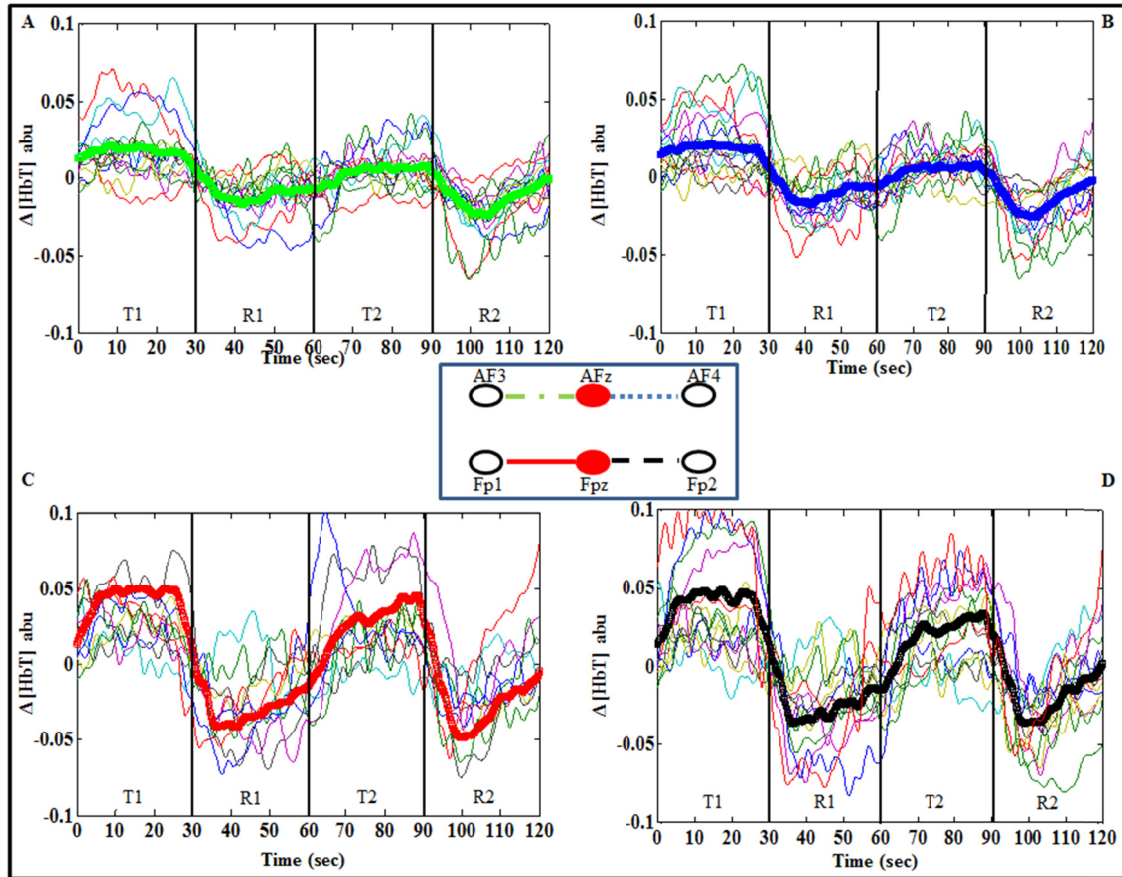 A
B
Δ [HbT] abu
0.1
0.05
0
-0.05
-0.1
T1 R1 T2 R2
0 10 20 30 40 50 60 70 80 90 100 110 120
Time (sec)
Δ [HbT] abu
0.1
0.05
0
-0.05
-0.1
T1 R1 T2 R2
0 10 20 30 40 50 60 70 80 90 100 110 120
Time (sec)
AF3 AFz AF4
Fp1 Fpz Fp2
C
D
Δ [HbT] abu
0.1
0.05
0
-0.05
-0.1
T1 R1 T2 R2
0 10 20 30 40 50 60 70 80 90 100 110 120
Time (sec)
Δ [HbT] abu
0.1
0.05
0
-0.05
-0.1
T1 R1 T2 R2
0 10 20 30 40 50 60 70 80 90 100 110 120
Time (sec)